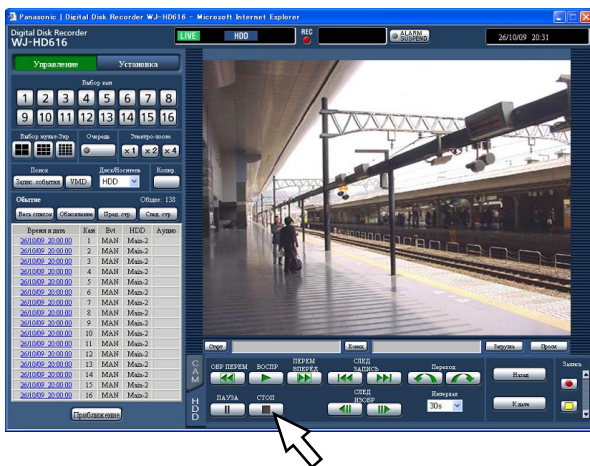 Panasonic | Digital Disk Recorder WJ-HD616 - Microsoft Internet Explorer
Digital Disk Recorder
WJ-HD616
LIVE HDD REC ALARM SUSPEND 26/10/09 20:31
Управление Установка
Выбор кам
1 2 3 4 5 6 7 8
9 10 11 12 13 14 15 16
Выбор мульт-Экр Очередн Электро-зоом
x1 x2 x4
Поиск Диск/Носитель Копир.
Запис. события VMD HDD
Событие Общее: 138
Весь список Обновление Пред. стр. След. стр.
Время и дата Кам Evt HDD Аудио
26/10/09 20:00:00 1 MAN Main-2
26/10/09 20:00:00 2 MAN Main-2
26/10/09 20:00:00 3 MAN Main-2
26/10/09 20:00:00 4 MAN Main-2
26/10/09 20:00:00 5 MAN Main-2
26/10/09 20:00:00 6 MAN Main-2
26/10/09 20:00:00 7 MAN Main-2
26/10/09 20:00:00 8 MAN Main-2
26/10/09 20:00:00 9 MAN Main-2
26/10/09 20:00:00 10 MAN Main-2
26/10/09 20:00:00 11 MAN Main-2
26/10/09 20:00:00 12 MAN Main-2
26/10/09 20:00:00 13 MAN Main-2
26/10/09 20:00:00 14 MAN Main-2
26/10/09 20:00:00 15 MAN Main-2
26/10/09 20:00:00 16 MAN Main-2
Приближение
Старт Конец Выгрузка Просм
CAM
HDD
ОБР ПЕРЕМ ВОСПР ПЕРЕМ ВПЕРЁД СЛЕД ЗАПИСЬ Переход Назад Запись
ПАУЗА СТОП СЛЕД ИЗОБР Интервал К дате
30s